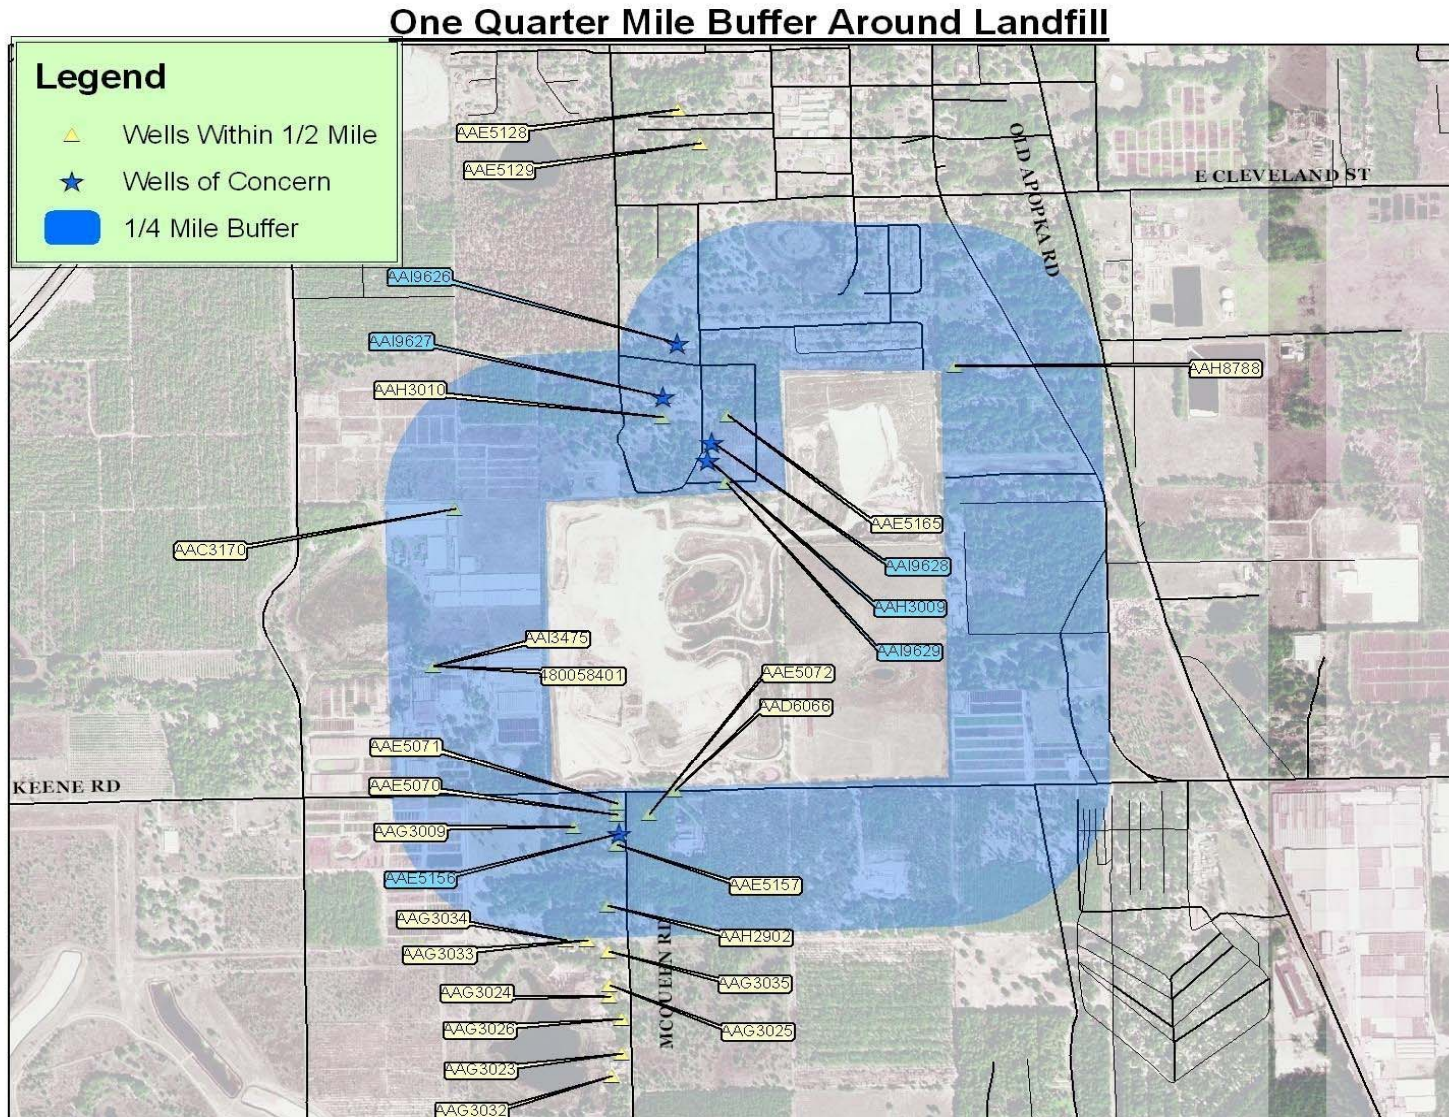 One Quarter Mile Buffer Around Landfill
Legend
Wells Within 1/2 Mile
Wells of Concern
1/4 Mile Buffer
AAE5128
AAE5129
OLD APOPKA RD
E CLEVELAND ST
AAI9626
AAI9627
AAH3010
AAH8788
AAC3170
AAE5165
AAI9628
AAH3009
AAI9629
AAI3475
480058401
AAE5072
AAD6066
AAE5071
KEENE RD
AAE5070
AAG3009
AAE5156
AAE5157
AAG3034
AAH2902
AAG3033
MCQUEEN RD
AAG3035
AAG3024
AAG3026
AAG3025
AAG3023
AAG3032